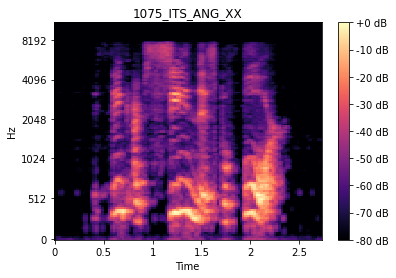 1075_ITS_ANG_XX
+0 dB
8192
-10 dB
4096
-20 dB
-30 dB
2048
Hz
-40 dB
1024
-50 dB
512
-60 dB
-70 dB
0
-80 dB
0 0.5 1 1.5 2 2.5
Time